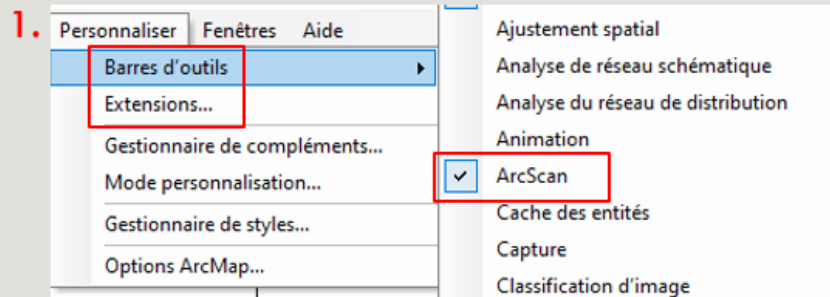 1.
Personnaliser Fenêtres Aide
Barres d'outils
Extensions...
Gestionnaire de compléments...
Mode personnalisation...
Gestionnaire de styles...
Options ArcMap...
Ajustement spatial
Analyse de réseau schématique
Analyse du réseau de distribution
Animation
ArcScan
Cache des entités
Capture
Classification d'image